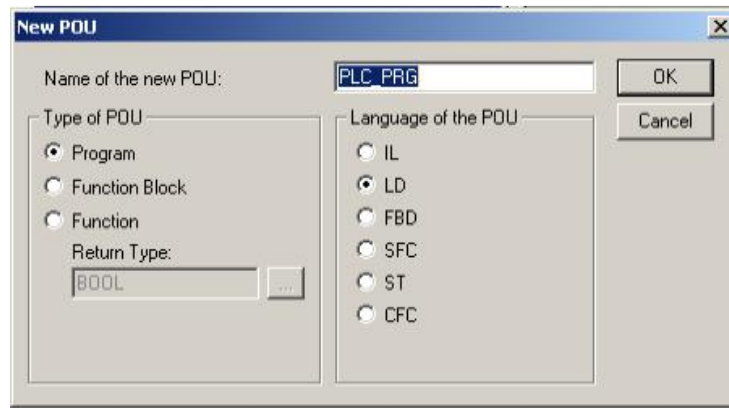 New POU
Name of the new POU:
PLC_PRG
OK
Cancel
Type of POU
Program
Function Block
Function
Return Type:
BOOL
...
Language of the POU
IL
LD
FBD
SFC
ST
CFC